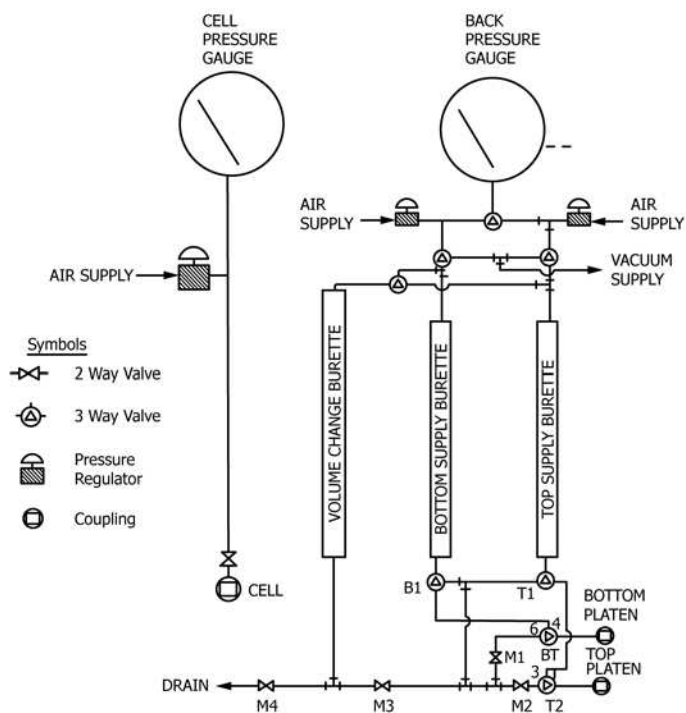 CELL
PRESSURE
GAUGE
BACK
PRESSURE
GAUGE
AIR
SUPPLY
AIR
SUPPLY
AIR SUPPLY
VACUUM
SUPPLY
Symbols
2 Way Valve
3 Way Valve
Pressure
Regulator
Coupling
VOLUME CHANGE BURETTE
BOTTOM SUPPLY BURETTE
TOP SUPPLY BURETTE
CELL
B1
T1
BOTTOM
PLATEN
6
4
BT
M1
TOP
PLATEN
3
DRAIN
M4
M3
M2
T2